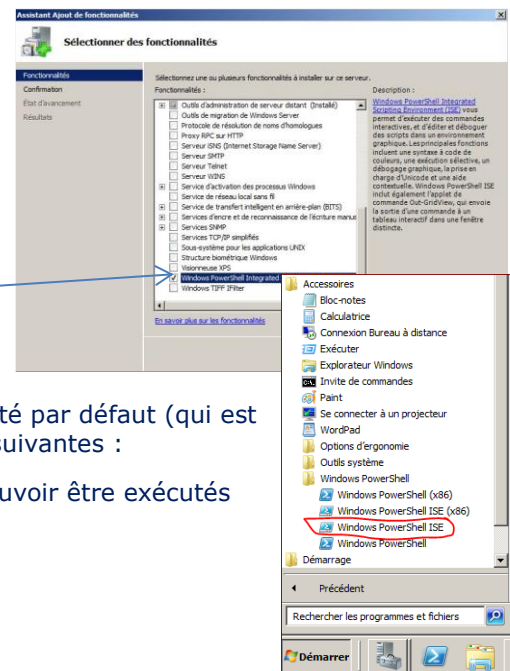 Assistant Ajout de fonctionnalités
Sélectionner des fonctionnalités
Fonctionnalités
Confirmation
État d'avancement
Résultats
Sélectionnez une ou plusieurs fonctionnalités à installer sur ce serveur.
Fonctionnalités :
Outils d'administration de serveur distant (Installé)
Outils de migration de Windows Server
Protocole de résolution de noms d'homologues
Proxy RPC sur HTTP
Serveur iSNS (Internet Storage Name Server)
Serveur SMTP
Serveur Telnet
Serveur WINS
Service d'activation des processus Windows
Service de réseau local sans fil
Service de transfert intelligent en arrière-plan (BITS)
Services d'encre et de reconnaissance de l'écriture manus
Services SNMP
Services TCP/IP simplifiés
Sous-système pour les applications UNIX
Structure biométrique Windows
Visionneuse XPS
Windows PowerShell Integrated
Windows TIFF IFilter
En savoir plus sur les fonctionnalités
Description :
Windows PowerShell Integrated
Scripting Environment (ISE) vous
permet d'exécuter des commandes
interactives, et d'éditer et déboguer
des scripts dans un environnement
graphique. Les principales fonctions
incluent une syntaxe à code de
couleurs, une exécution sélective, un
débogage graphique, la prise en
charge d'Unicode et une aide
contextuelle. Windows PowerShell ISE
inclut également l'applet de
commande Out-GridView, qui envoie
la sortie d'une commande à un
tableau interactif dans une fenêtre
distincte.
té par défaut (qui est
suivantes :
uvoir être exécutés
Accessoires
Bloc-notes
Calculatrice
Connexion Bureau à distance
Exécuter
Explorateur Windows
Invite de commandes
Paint
Se connecter à un projecteur
WordPad
Options d'ergonomie
Outils système
Windows PowerShell
Windows PowerShell (x86)
Windows PowerShell ISE (x86)
Windows PowerShell ISE
Windows PowerShell
Démarrage
Précédent
Rechercher les programmes et fichiers
Démarrer